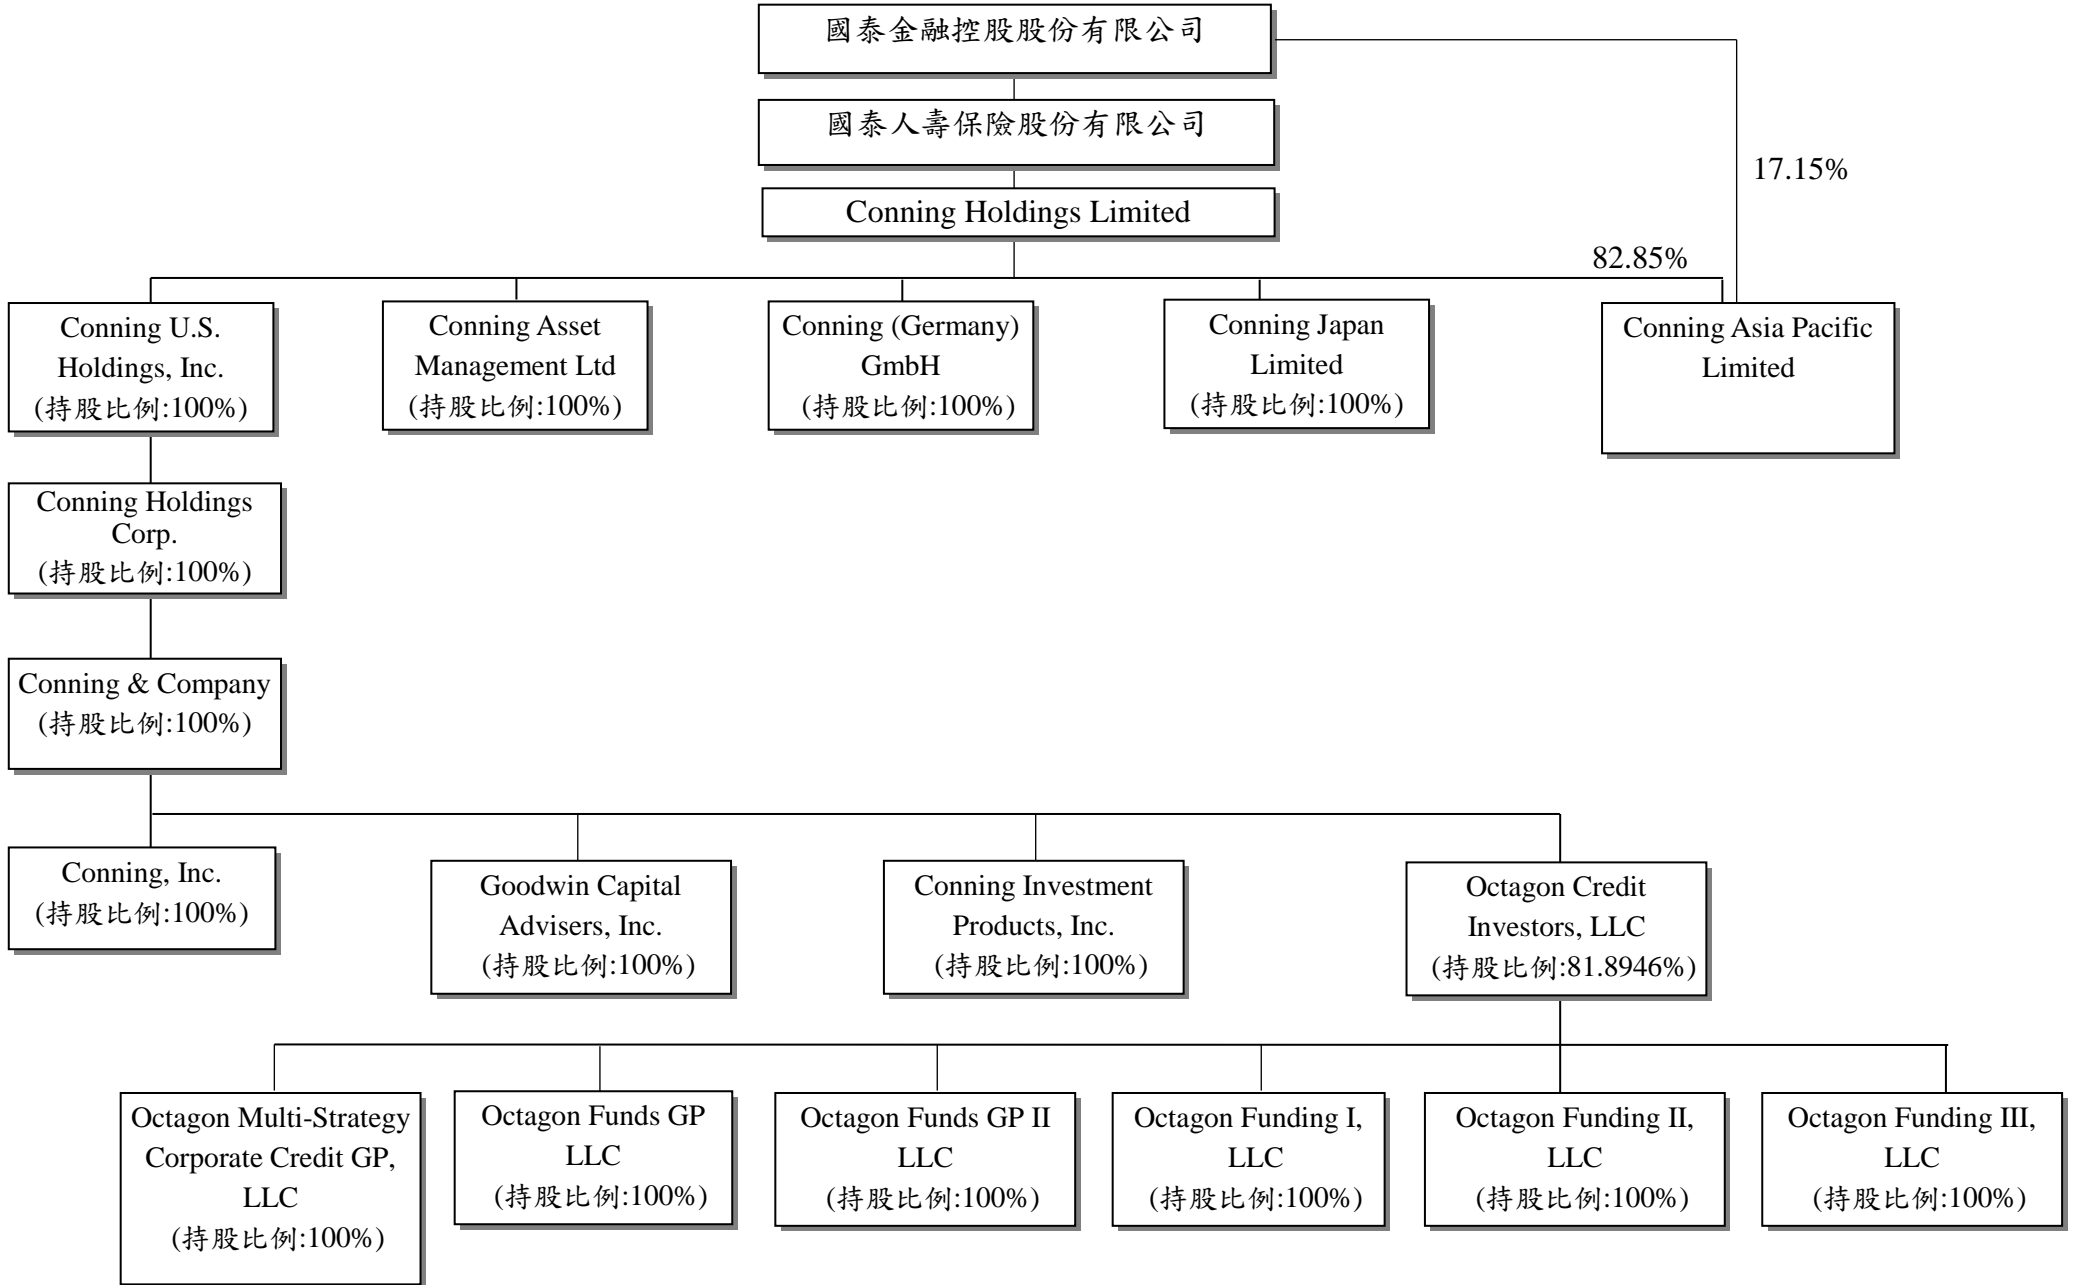 國泰金融控股股份有限公司
國泰人壽保險股份有限公司
17.15%
Conning Holdings Limited
82.85%
Conning U.S.
Holdings, Inc.
(持股比例:100%)
Conning Asset
Management Ltd
(持股比例:100%)
Conning (Germany)
GmbH
(持股比例:100%)
Conning Japan
Limited
(持股比例:100%)
Conning Asia Pacific
Limited
Conning Holdings
Corp.
(持股比例:100%)
Conning & Company
(持股比例:100%)
Conning, Inc.
(持股比例:100%)
Goodwin Capital
Advisers, Inc.
(持股比例:100%)
Conning Investment
Products, Inc.
(持股比例:100%)
Octagon Credit
Investors, LLC
(持股比例:81.8946%)
Octagon Multi-Strategy
Corporate Credit GP,
LLC
(持股比例:100%)
Octagon Funds GP
LLC
(持股比例:100%)
Octagon Funds GP II
LLC
(持股比例:100%)
Octagon Funding I,
LLC
(持股比例:100%)
Octagon Funding II,
LLC
(持股比例:100%)
Octagon Funding III,
LLC
(持股比例:100%)